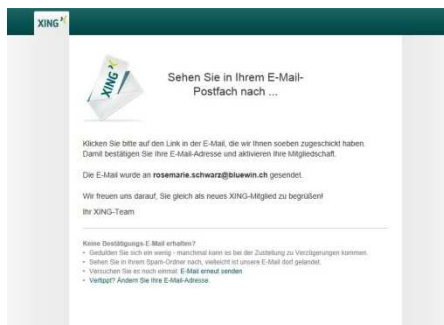 XING
XING
Sehen Sie in Ihrem E-Mail-
Postfach nach ...
Klicken Sie bitte auf den Link in der E-Mail, die wir Ihnen soeben zugeschickt haben.
Damit bestätigen Sie Ihre E-Mail-Adresse und aktivieren Ihre Mitgliedschaft.
Die E-Mail wurde an rosemarie.schwarz@bluewin.ch gesendet.
Wir freuen uns darauf, Sie gleich als neues XING-Mitglied zu begrüßen!
Ihr XING-Team
Keine Bestätigungs-E-Mail erhalten?
• Gedulden Sie sich ein wenig - manchmal kann es bei der Zustellung zu Verzögerungen kommen.
• Sehen Sie in Ihrem Spam-Ordner nach, vielleicht ist unsere E-Mail dort gelandet.
• Versuchen Sie es noch einmal: E-Mail erneut senden
• Vertippt? Ändern Sie Ihre E-Mail-Adresse.